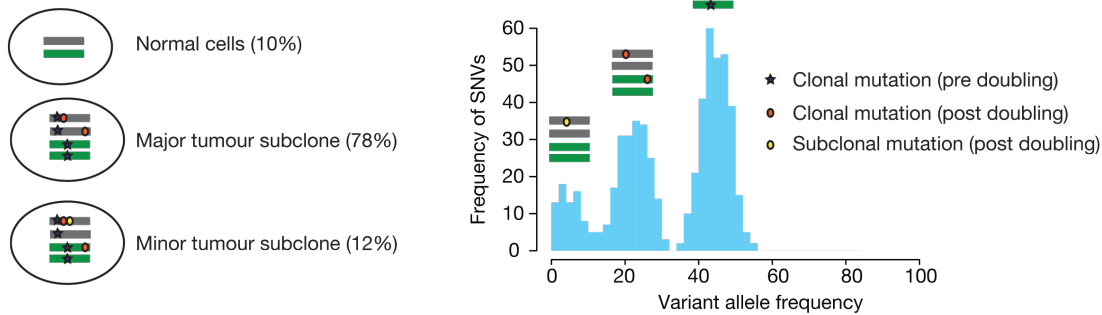 Normal cells (10%)
Major tumour subclone (78%)
Minor tumour subclone (12%)
Frequency of SNVs
60
50
40
30
20
10
0
0 20 40 60 80 100
Variant allele frequency
Clonal mutation (pre doubling)
Clonal mutation (post doubling)
Subclonal mutation (post doubling)